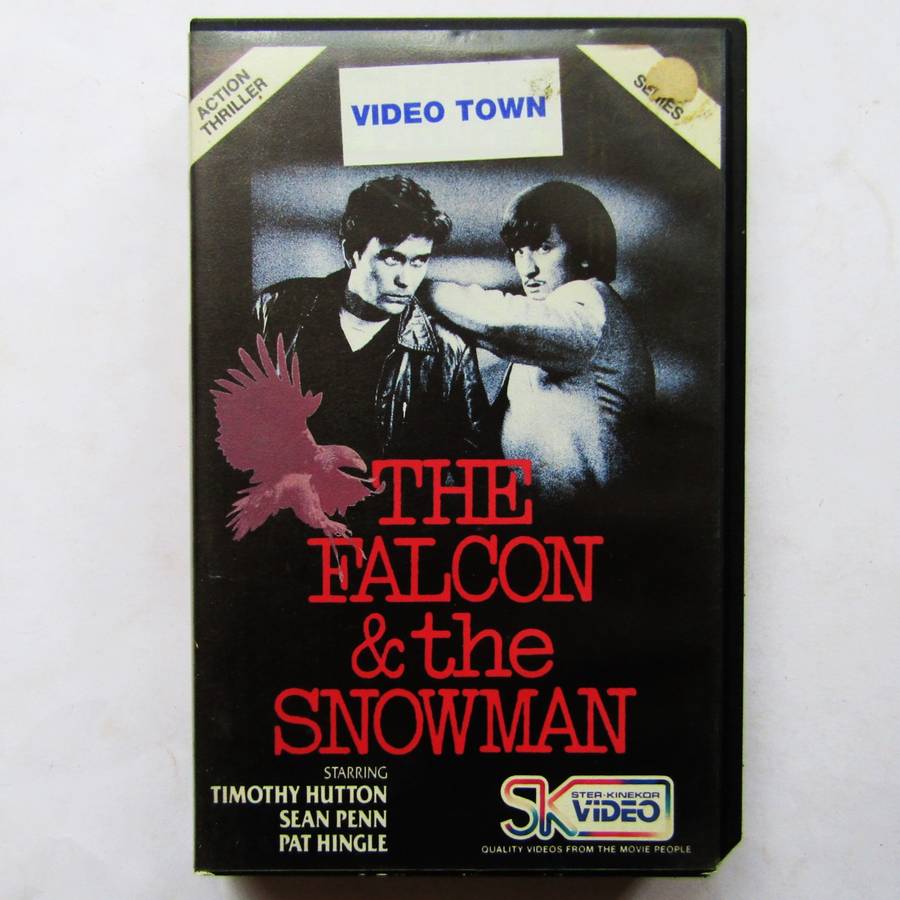 ACTION
THRILLER
VIDEO TOWN
SERIES
THE
FALCON
& the
SNOWMAN
STARRING
TIMOTHY HUTTON
SEAN PENN
PAT HINGLE
SK
STER-KINEKOR
VIDEO
QUALITY VIDEOS FROM THE MOVIE PEOPLE